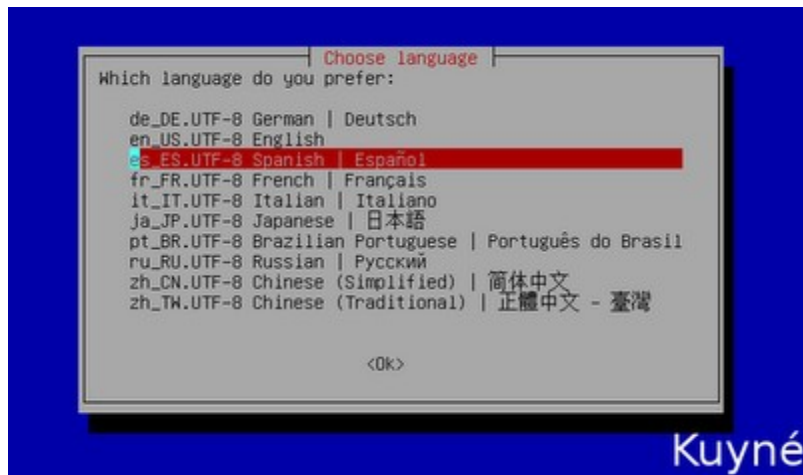 Choose language
Which language do you prefer:
de_DE.UTF-8 German | Deutsch
en_US.UTF-8 English
es_ES.UTF-8 Spanish | Español
fr_FR.UTF-8 French | Français
it_IT.UTF-8 Italian | Italiano
ja_JP.UTF-8 Japanese | 日本語
pt_BR.UTF-8 Brazilian Portuguese | Português do Brasil
ru_RU.UTF-8 Russian | Русский
zh_CN.UTF-8 Chinese (Simplified) | 简体中文
zh_TW.UTF-8 Chinese (Traditional) | 正體中文 - 臺灣
<Ok>
Kuyné